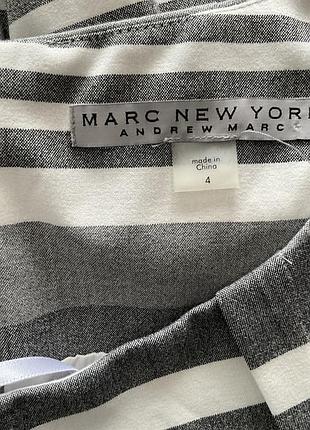 MARC NEW YORK
ANDREW MARC
made in
China
4